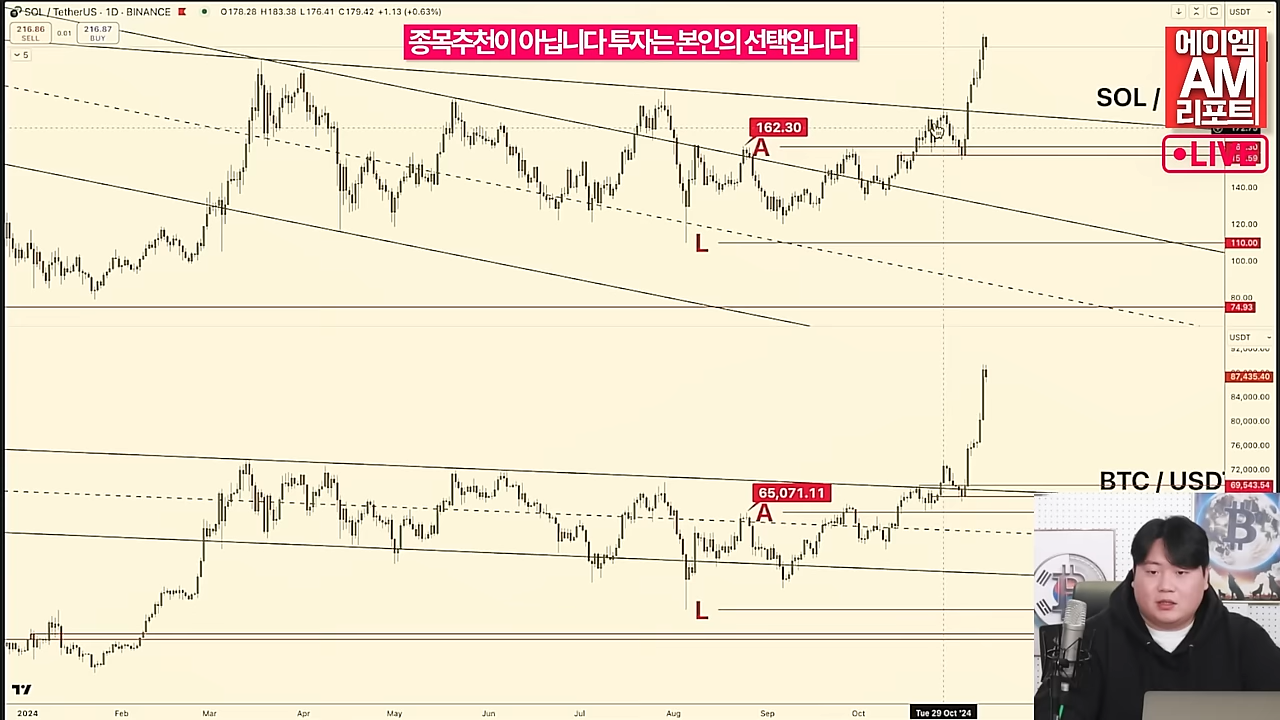 SOL / TetherUS · 1D · BINANCE O178.28 H183.38 L176.41 C179.42 +1.13 (+0.63%)
216.86
SELL
0.01
216.87
BUY
5
종목추천이 아닙니다 투자는 본인의 선택입니다
USDT
에이엠
AM
리포트
LIVE
SOL /
162.30
A
L
140.00
120.00
110.00
100.00
80.00
74.93
USDT
92,000.00
87,435.40
84,000.00
80,000.00
76,000.00
72,000.00
69,543.54
BTC / USDT
65,071.11
A
L
2024
Feb
Mar
Apr
May
Jun
Jul
Aug
Sep
Oct
Tue 29 Oct '24